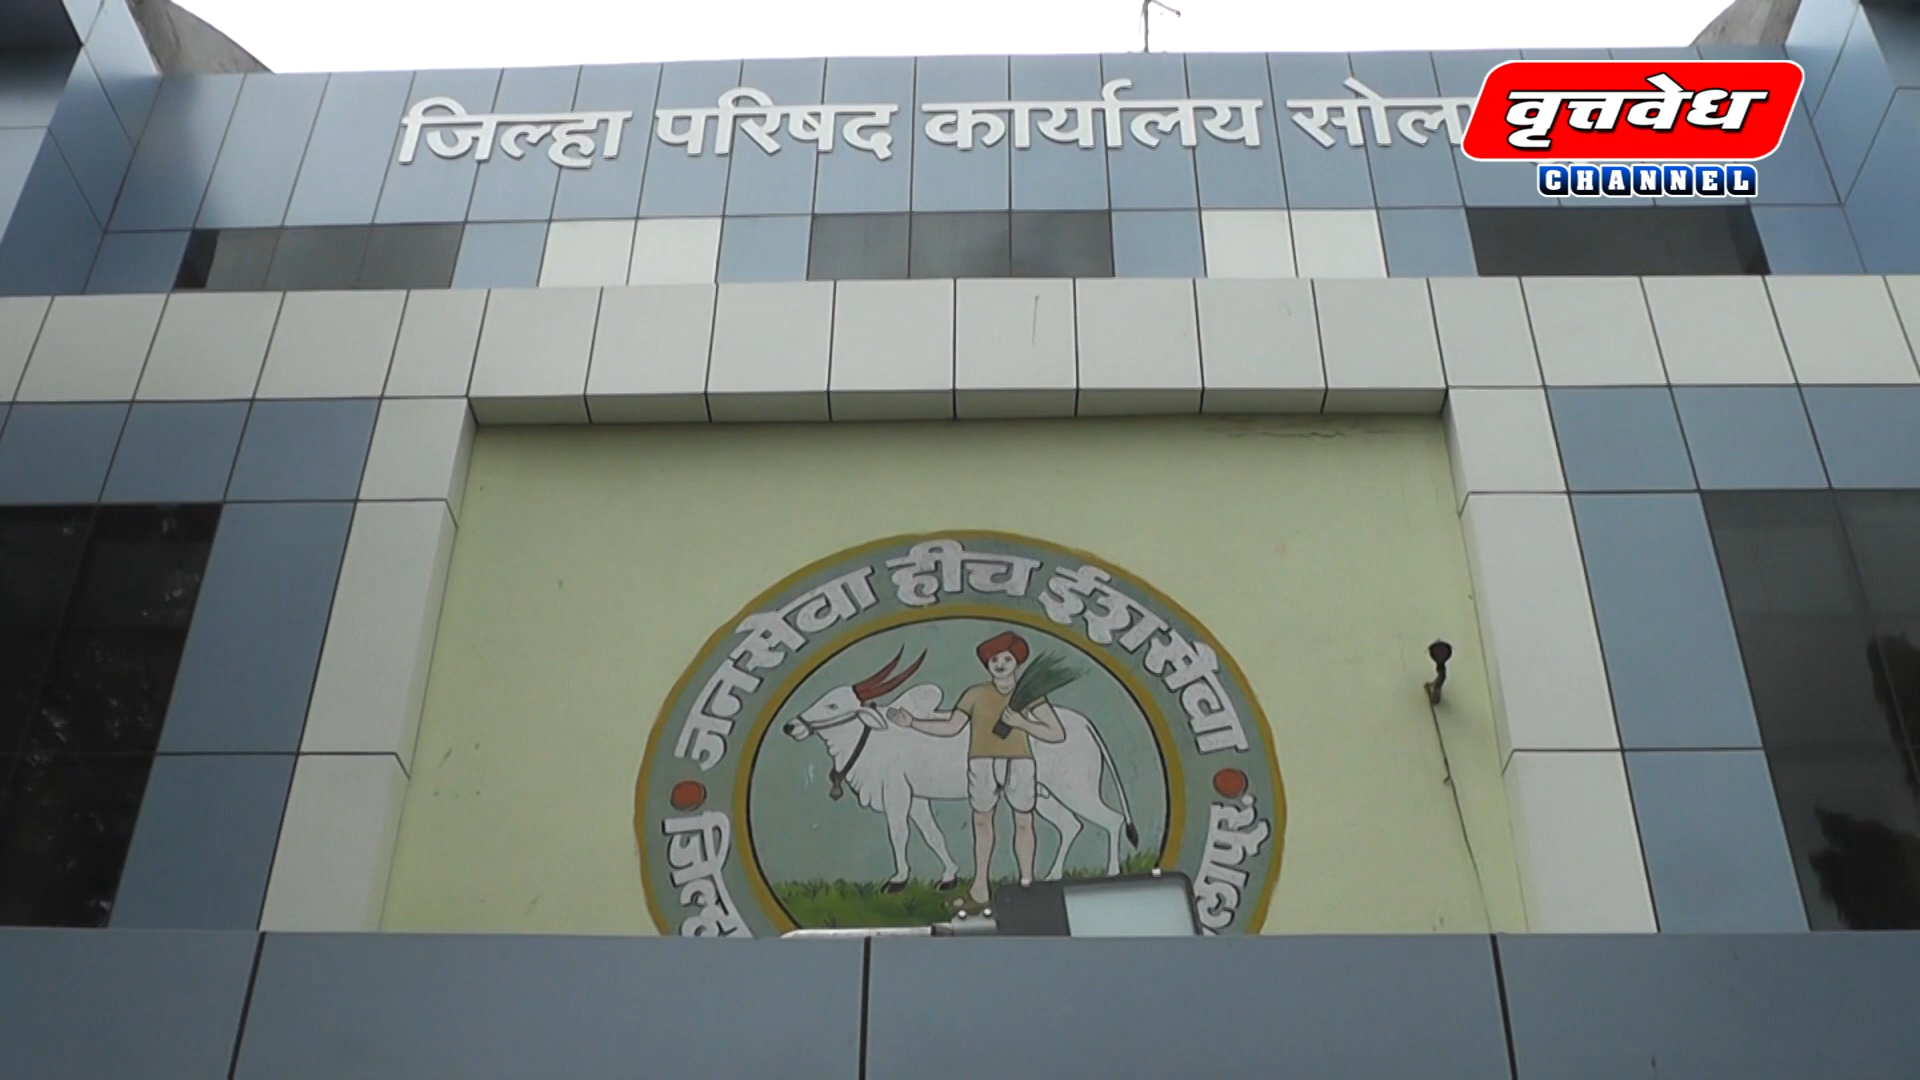 जिल्हा परिषद कार्यालय सोला
वृत्तवेध
CHANNEL
जनसेवा हीच ईशसेवा